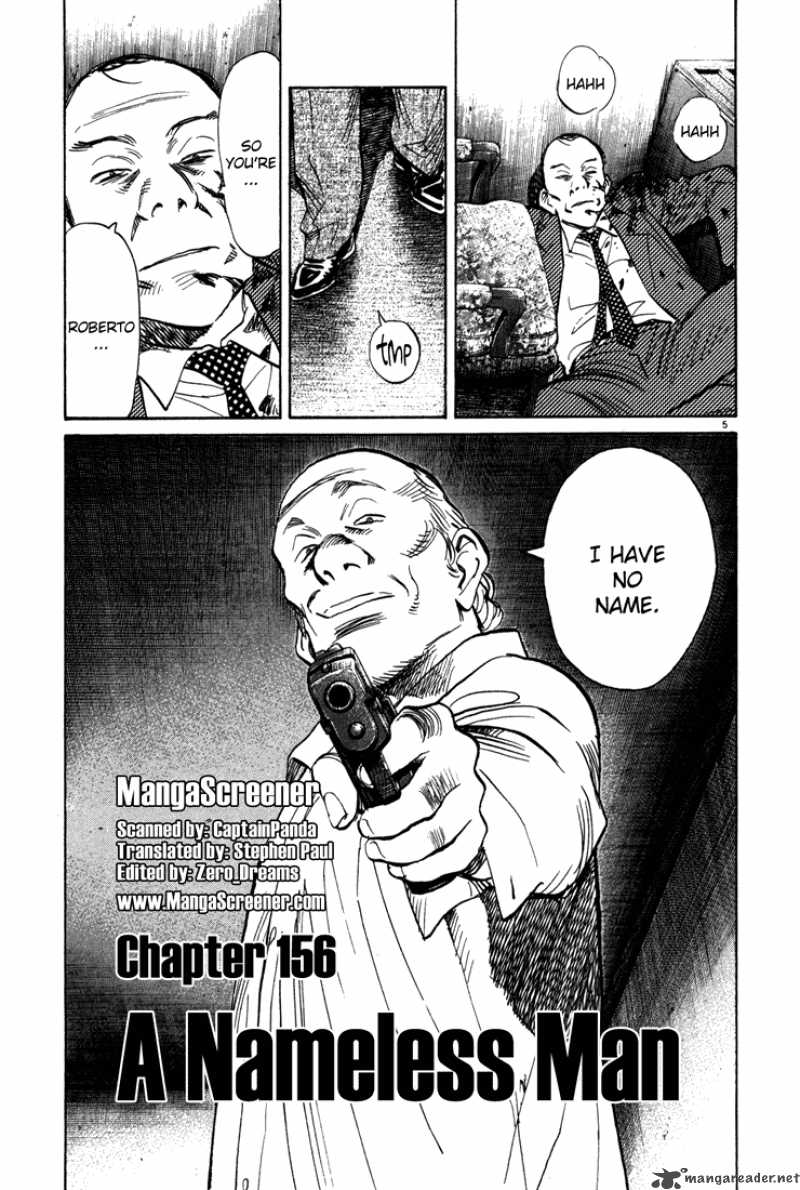 HAHH
HAHH
5
tmp
SO
YOU'RE
...
ROBERTO
...
I HAVE
NO
NAME.
MangaScreener
Scanned by: CaptainPanda
Translated by: Stephen Paul
Edited by: Zero_Dreams
www.MangaScreener.com
Chapter 156
A Nameless Man
mangareader.net